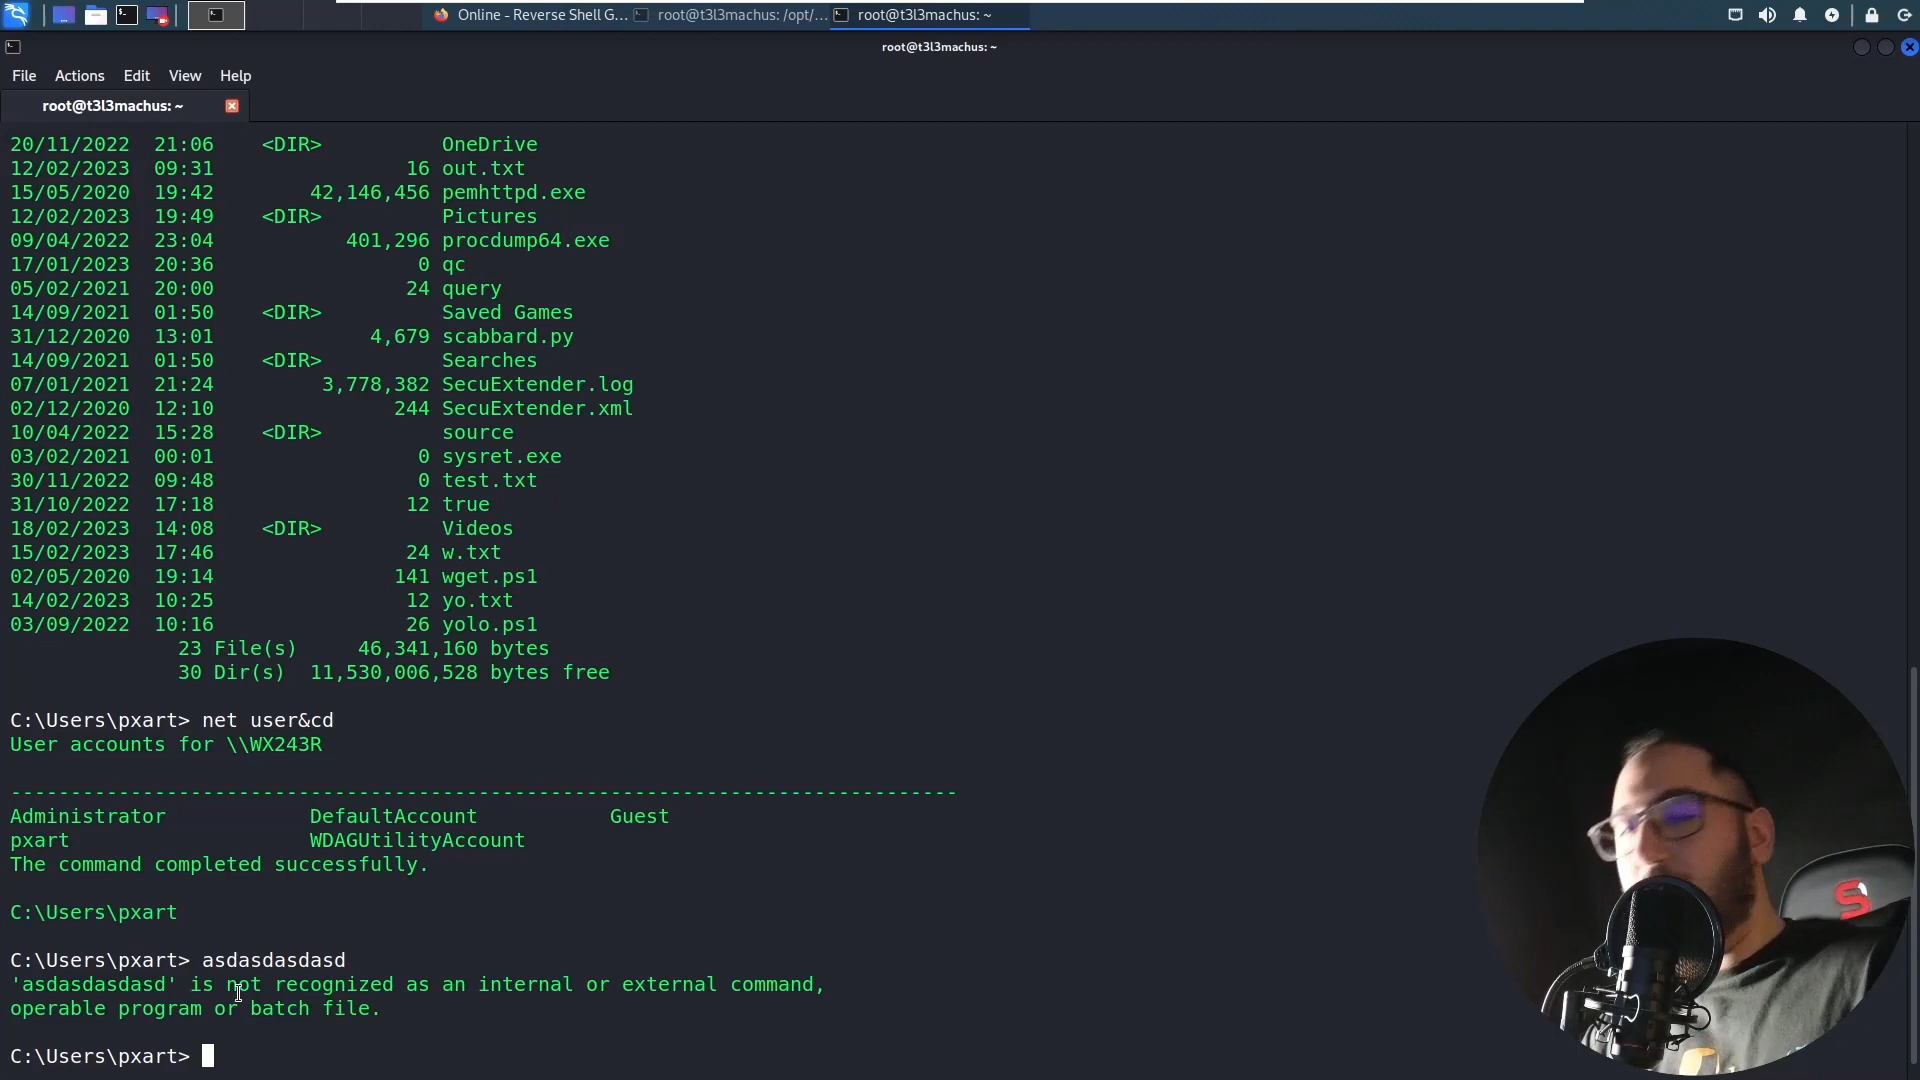 Online - Reverse Shell G...
root@t3l3machus: /opt/...
root@t3l3machus: ~
root@t3l3machus: ~
File Actions Edit View Help
root@t3l3machus: ~
20/11/2022  21:06    <DIR>          OneDrive
12/02/2023  09:31                16 out.txt
15/05/2020  19:42        42,146,456 pemhttpd.exe
12/02/2023  19:49    <DIR>          Pictures
09/04/2022  23:04           401,296 procdump64.exe
17/01/2023  20:36                 0 qc
05/02/2021  20:00                24 query
14/09/2021  01:50    <DIR>          Saved Games
31/12/2020  13:01             4,679 scabbard.py
14/09/2021  01:50    <DIR>          Searches
07/01/2021  21:24         3,778,382 SecuExtender.log
02/12/2020  12:10               244 SecuExtender.xml
10/04/2022  15:28    <DIR>          source
03/02/2021  00:01                 0 sysret.exe
30/11/2022  09:48                 0 test.txt
31/10/2022  17:18                12 true
18/02/2023  14:08    <DIR>          Videos
15/02/2023  17:46                24 w.txt
02/05/2020  19:14               141 wget.ps1
14/02/2023  10:25                12 yo.txt
03/09/2022  10:16                26 yolo.ps1
23 File(s)     46,341,160 bytes
30 Dir(s)  11,530,006,528 bytes free
C:\Users\pxart> net user&cd
User accounts for \\WX243R
-------------------------------------------------------------------------------
Administrator            DefaultAccount           Guest
pxart                    WDAGUtilityAccount
The command completed successfully.
C:\Users\pxart
C:\Users\pxart> asdasdasdasd
'asdasdasdasd' is not recognized as an internal or external command,
operable program or batch file.
C:\Users\pxart>